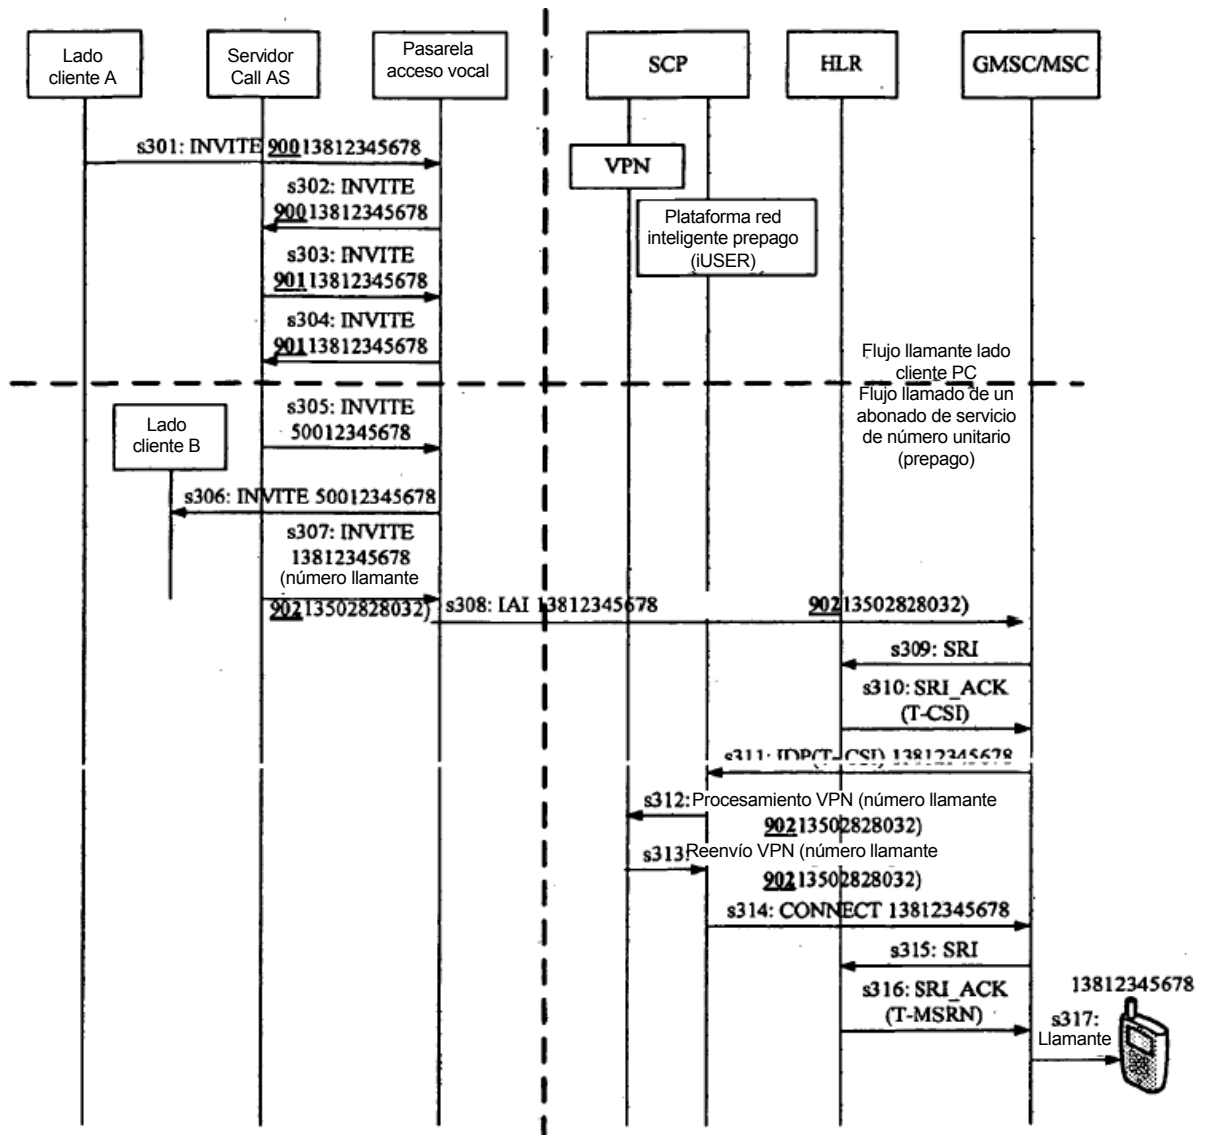 Lado
cliente A
Servidor
Call AS
Pasarela
acceso vocal
SCP
HLR
GMSC/MSC
s301: INVITE 90013812345678
VPN
s302: INVITE
90013812345678
Plataforma red
inteligente prepago
(iUSER)
s303: INVITE
90113812345678
s304: INVITE
90113812345678
Flujo llamante lado
cliente PC
Flujo llamado de un
abonado de servicio
de número unitario
(prepago)
s305: INVITE
50012345678
Lado
cliente B
s306: INVITE 50012345678
s307: INVITE
13812345678
(número llamante
90213502828032)
s308: IAI 13812345678
90213502828032)
s309: SRI
s310: SRI_ACK
(T-CSI)
s311: IDP(T- CSI) 13812345678
s312: Procesamiento VPN (número llamante
90213502828032)
s313: Reenvío VPN (número llamante
90213502828032)
s314: CONNECT 13812345678
s315: SRI
s316: SRI_ACK
(T-MSRN)
13812345678
s317:
Llamante